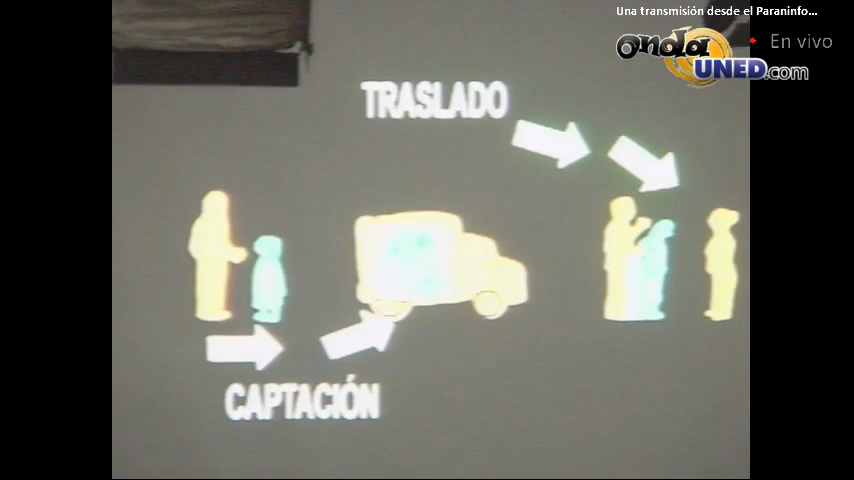 Una transmisión desde el Paraninfo...
onda
UNED.com
En vivo
TRASLADO
CAPTACIÓN